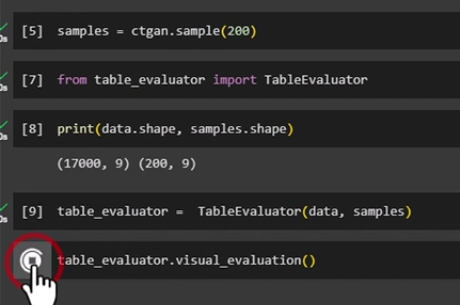 [5] samples = ctgan.sample(200)
[7] from table_evaluator import TableEvaluator
[8] print(data.shape, samples.shape)
(17000, 9) (200, 9)
[9] table_evaluator =  TableEvaluator(data, samples)
table_evaluator.visual_evaluation()